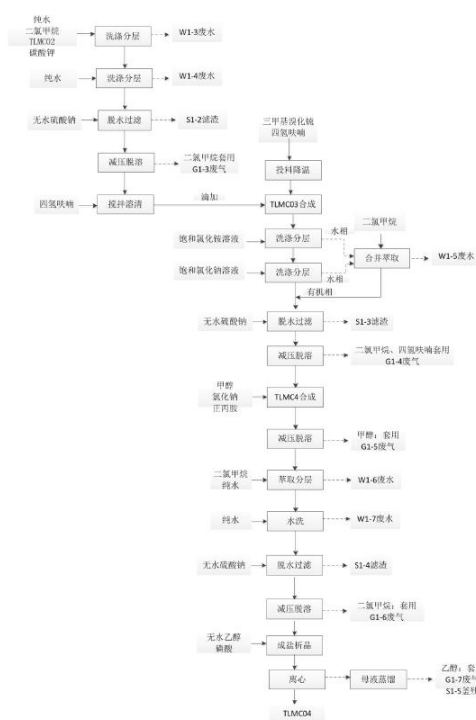 纯水
二氯甲烷
TLMC02
碳酸钾
洗涤分层
W1-3废水
纯水
洗涤分层
W1-4废水
无水硫酸钠
脱水过滤
S1-2滤渣
减压脱溶
二氯甲烷套用
G1-3废气
三甲基溴化锍
四氢呋喃
投料降温
四氢呋喃
搅拌溶清
滴加
TLMC03合成
二氯甲烷
饱和氯化铵溶液
洗涤分层
水相
合并萃取
W1-5废水
饱和氯化钠溶液
洗涤分层
水相
有机相
无水硫酸钠
脱水过滤
S1-3滤渣
减压脱溶
二氯甲烷、四氢呋喃套用
G1-4废气
甲醇
氯化钠
正丙胺
TLMC4合成
减压脱溶
甲醇：套用
G1-5废气
二氯甲烷
纯水
萃取分层
W1-6废水
纯水
水洗
W1-7废水
无水硫酸钠
脱水过滤
S1-4滤渣
减压脱溶
二氯甲烷：套用
G1-6废气
无水乙醇
磷酸
成盐析晶
离心
母液蒸馏
乙醇：套
G1-7废气
S1-5釜残
TLMC04